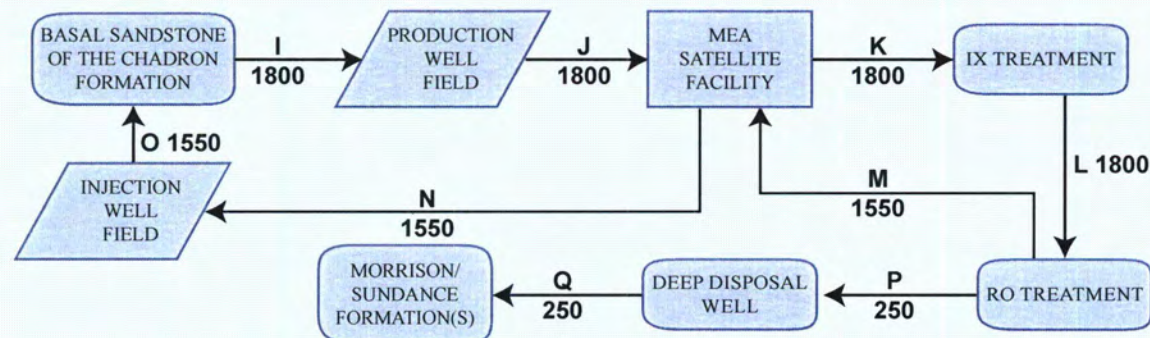 BASAL SANDSTONE
OF THE CHADRON
FORMATION
I
1800
PRODUCTION
WELL
FIELD
J
1800
MEA
SATELLITE
FACILITY
K
1800
IX TREATMENT
O 1550
L 1800
INJECTION
WELL
FIELD
N
1550
M
1550
MORRISON/
SUNDANCE
FORMATION(S)
Q
250
DEEP DISPOSAL
WELL
P
250
RO TREATMENT